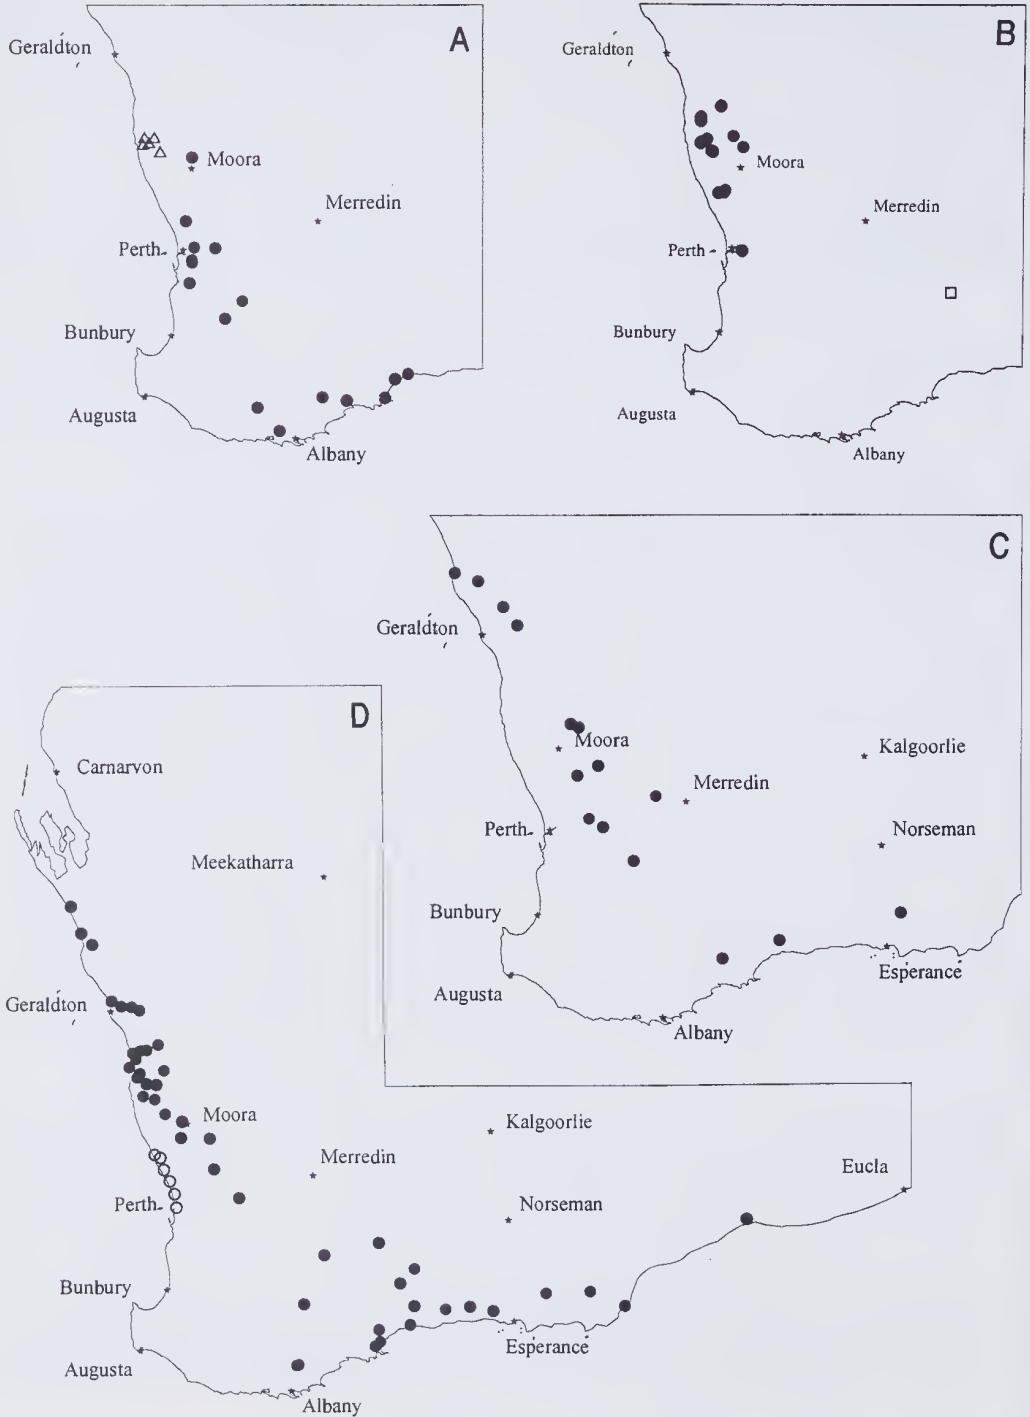 A
Geraldton
Moora
Merredin
Perth
Bunbury
Augusta
Albany
B
Geraldton
Moora
Merredin
Perth
Bunbury
Augusta
Albany
C
Geraldton
Moora
Kalgoorlie
Merredin
Perth
Norseman
Bunbury
Esperance
Augusta
Albany
D
Carnarvon
Meekatharra
Geraldton
Moora
Kalgoorlie
Merredin
Eucla
Perth
Norseman
Bunbury
Esperance
Augusta
Albany